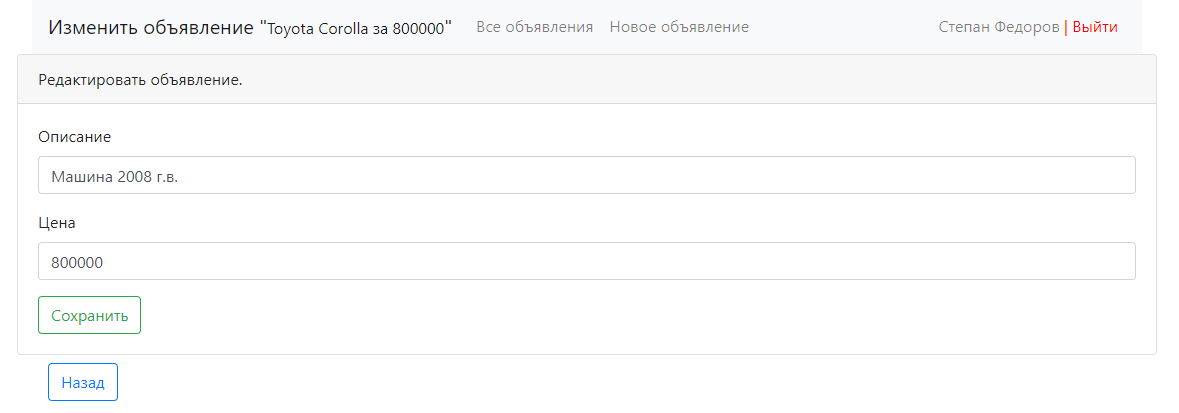 Изменить объявление "Toyota Corolla за 800000" Все объявления Новое объявление Степан Федоров | Выйти
Редактировать объявление.
Описание
Машина 2008 г.в.
Цена
800000
Сохранить
Назад